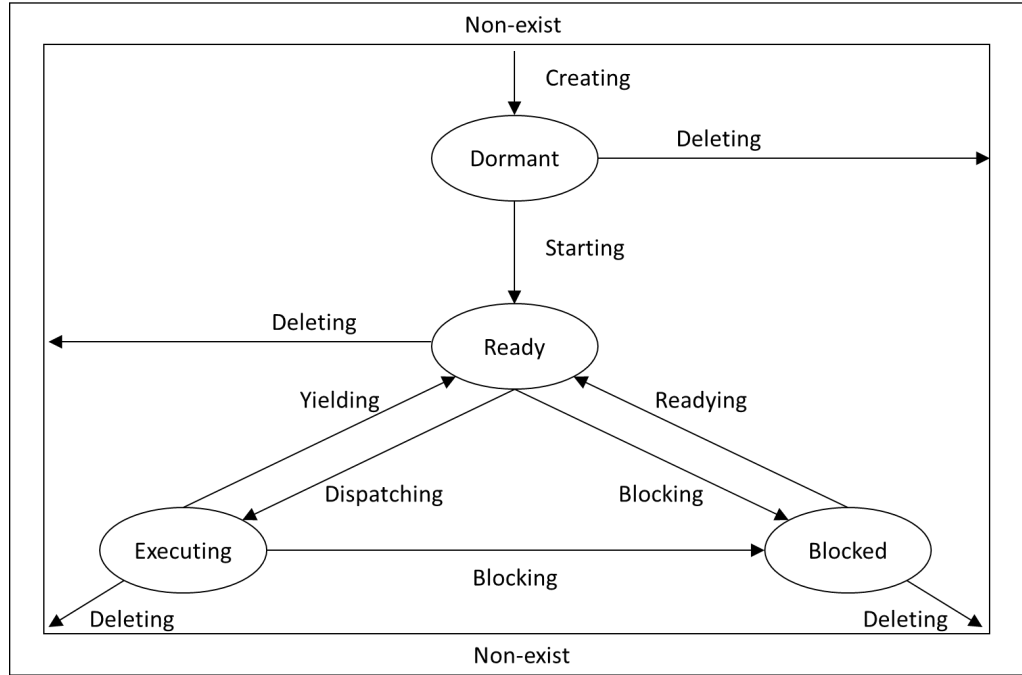 Non-exist
Creating
Dormant
Deleting
Starting
Deleting
Ready
Yielding
Readying
Dispatching
Blocking
Executing
Blocked
Blocking
Deleting
Deleting
Non-exist